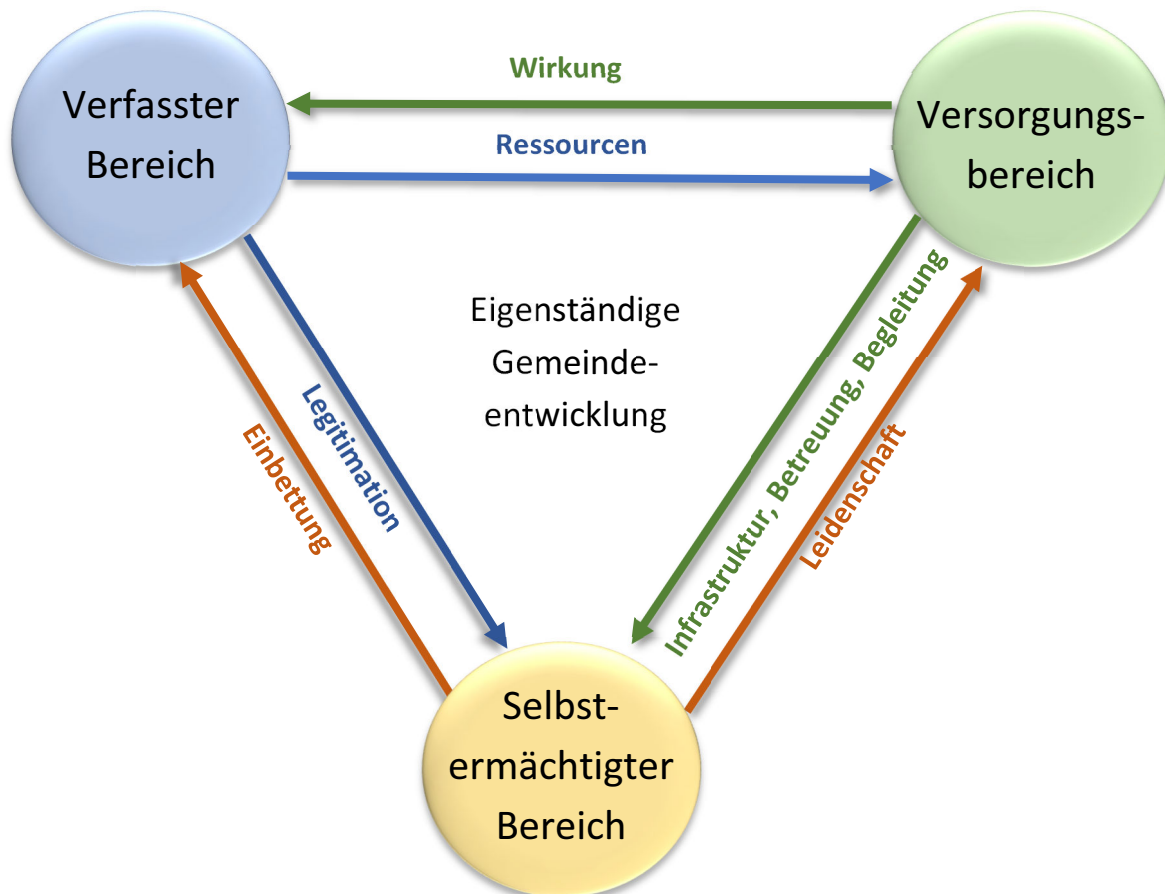 Verfasster
Bereich
Wirkung
Ressourcen
Versorgungs-
bereich
Eigenständige
Gemeinde-
entwicklung
Legitimation
Einbettung
Infrastruktur, Betreuung, Begleitung
Leidenschaft
Selbst-
ermächtigter
Bereich